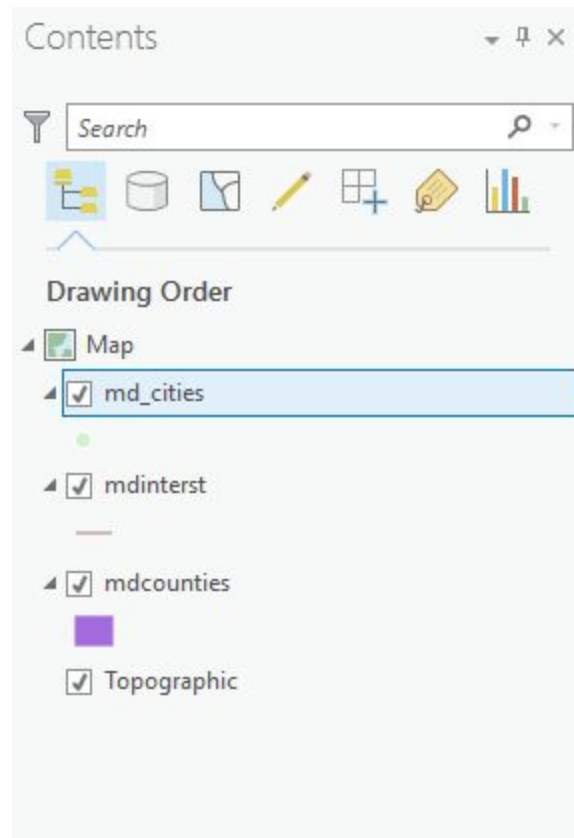 Contents
Search
Drawing Order
Map
md_cities
mdinterst
mdcounties
Topographic